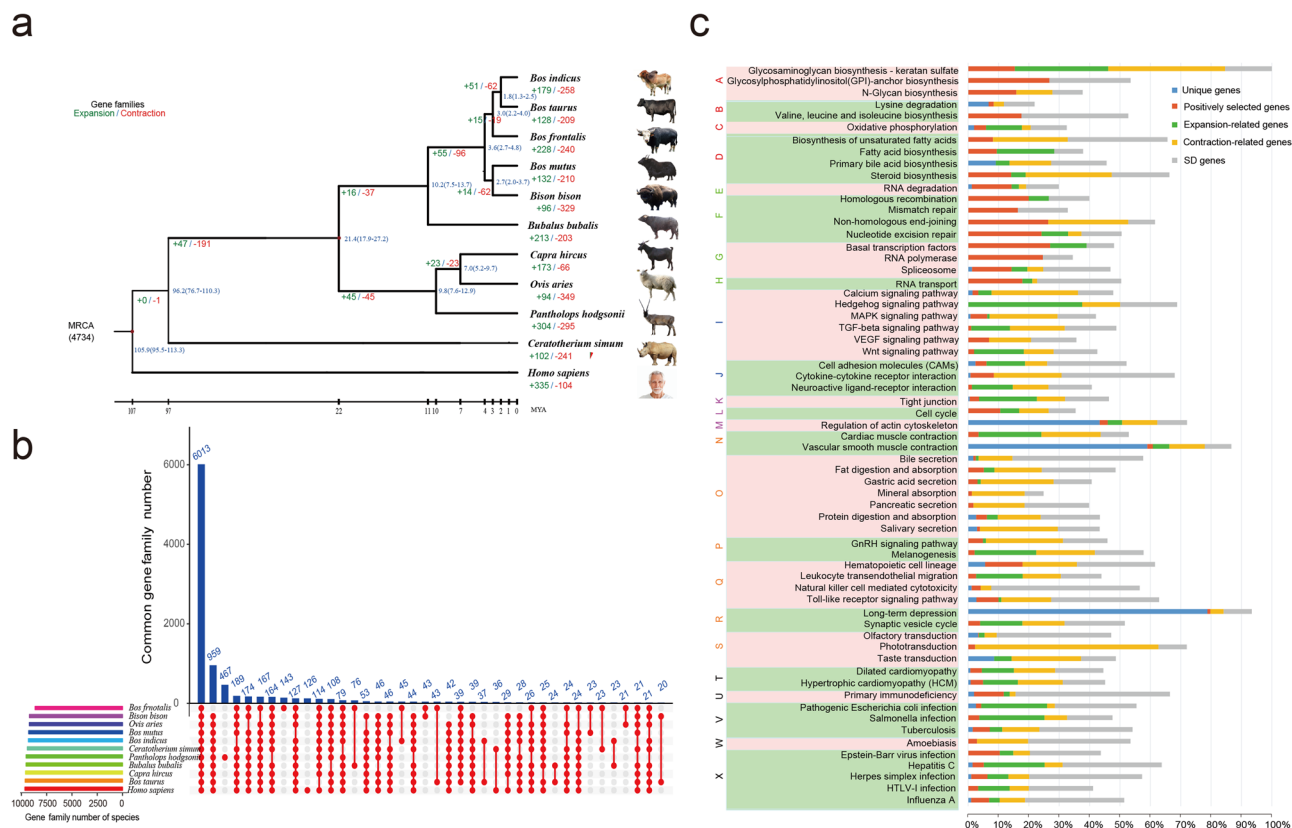 a
Gene families
Expansion / Contraction
Bos indicus
+179 / -258
+51 / -62
1.8(1.3-2.5)
Bos taurus
+128 / -209
3.0(2.2-4.0)
+15 -19
Bos frontalis
+228 / -240
3.6(2.7-4.8)
+55 / -96
Bos mutus
+132 / -210
2.7(2.0-3.7)
+14 / -62
10.2(7.5-13.7)
+16 / -37
Bison bison
+96 / -329
Bubalus bubalis
+213 / -203
21.4(17.9-27.2)
+47 / -191
Capra hircus
+173 / -66
+23 / -23
7.0(5.2-9.7)
Ovis aries
+94 / -349
9.8(7.6-12.9)
+45 / -45
96.2(76.7-110.3)
+0 / -1
Pantholops hodgsonii
+304 / -295
MRCA
(4734)
105.9(95.5-113.3)
Ceratotherium simum
+102 / -241
Homo sapiens
+335 / -104
107 97 22 11 10 7 4 3 2 1 0 MYA
b
Common gene family number
6000
4000
2000
0
6013 959 467 189 174 167 164 143 127 126 114 108 79 76 53 46 46 45 44 43 43 42 39 39 37 36 29 28 26 25 24 24 24 23 23 23 21 21 21 20
Bos frnotalis
Bison bison
Ovis aries
Bos mutus
Bos indicus
Ceratotherium simum
Pantholops hodgsonii
Bubalus bubalis
Capra hircus
Bos taurus
Homo sapiens
10000 7500 5000 2500 0
Gene family number of species
c
A
B
C
D
E
F
G
H
I
J
K
L
M
N
O
P
Q
R
S
T
U
V
W
X
Glycosaminoglycan biosynthesis - keratan sulfate
Glycosylphosphatidylinositol(GPI)-anchor biosynthesis
N-Glycan biosynthesis
Lysine degradation
Valine, leucine and isoleucine biosynthesis
Oxidative phosphorylation
Biosynthesis of unsaturated fatty acids
Fatty acid biosynthesis
Primary bile acid biosynthesis
Steroid biosynthesis
RNA degradation
Homologous recombination
Mismatch repair
Non-homologous end-joining
Nucleotide excision repair
Basal transcription factors
RNA polymerase
Spliceosome
RNA transport
Calcium signaling pathway
Hedgehog signaling pathway
MAPK signaling pathway
TGF-beta signaling pathway
VEGF signaling pathway
Wnt signaling pathway
Cell adhesion molecules (CAMs)
Cytokine-cytokine receptor interaction
Neuroactive ligand-receptor interaction
Tight junction
Cell cycle
Regulation of actin cytoskeleton
Cardiac muscle contraction
Vascular smooth muscle contraction
Bile secretion
Fat digestion and absorption
Gastric acid secretion
Mineral absorption
Pancreatic secretion
Protein digestion and absorption
Salivary secretion
GnRH signaling pathway
Melanogenesis
Hematopoietic cell lineage
Leukocyte transendothelial migration
Natural killer cell mediated cytotoxicity
Toll-like receptor signaling pathway
Long-term depression
Synaptic vesicle cycle
Olfactory transduction
Phototransduction
Taste transduction
Dilated cardiomyopathy
Hypertrophic cardiomyopathy (HCM)
Primary immunodeficiency
Pathogenic Escherichia coli infection
Salmonella infection
Tuberculosis
Amoebiasis
Epstein-Barr virus infection
Hepatitis C
Herpes simplex infection
HTLV-I infection
Influenza A
Unique genes
Positively selected genes
Expansion-related genes
Contraction-related genes
SD genes
0% 10% 20% 30% 40% 50% 60% 70% 80% 90% 100%